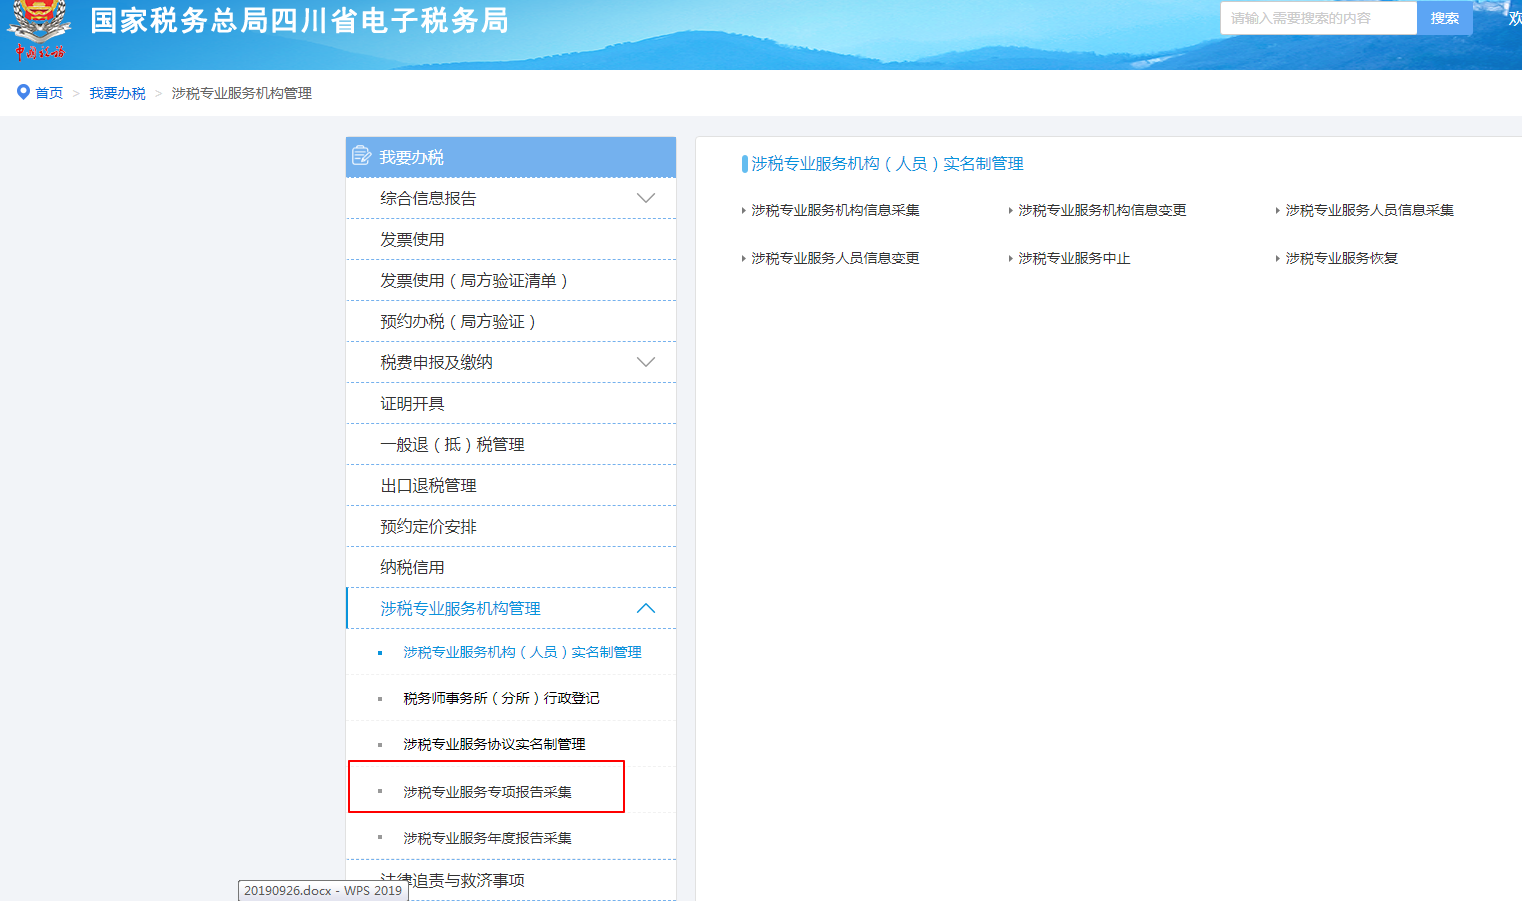 国家税务总局四川省电子税务局
请输入需要搜索的内容 搜索 欢
中国税务
首页 > 我要办税 > 涉税专业服务机构管理
我要办税
综合信息报告
发票使用
发票使用（局方验证清单）
预约办税（局方验证）
税费申报及缴纳
证明开具
一般退（抵）税管理
出口退税管理
预约定价安排
纳税信用
涉税专业服务机构管理
涉税专业服务机构（人员）实名制管理
税务师事务所（分所）行政登记
涉税专业服务协议实名制管理
涉税专业服务专项报告采集
涉税专业服务年度报告采集
法律追责与救济事项
20190926.docx - WPS 2019
涉税专业服务机构（人员）实名制管理
涉税专业服务机构信息采集 涉税专业服务机构信息变更 涉税专业服务人员信息采集
涉税专业服务人员信息变更 涉税专业服务中止 涉税专业服务恢复